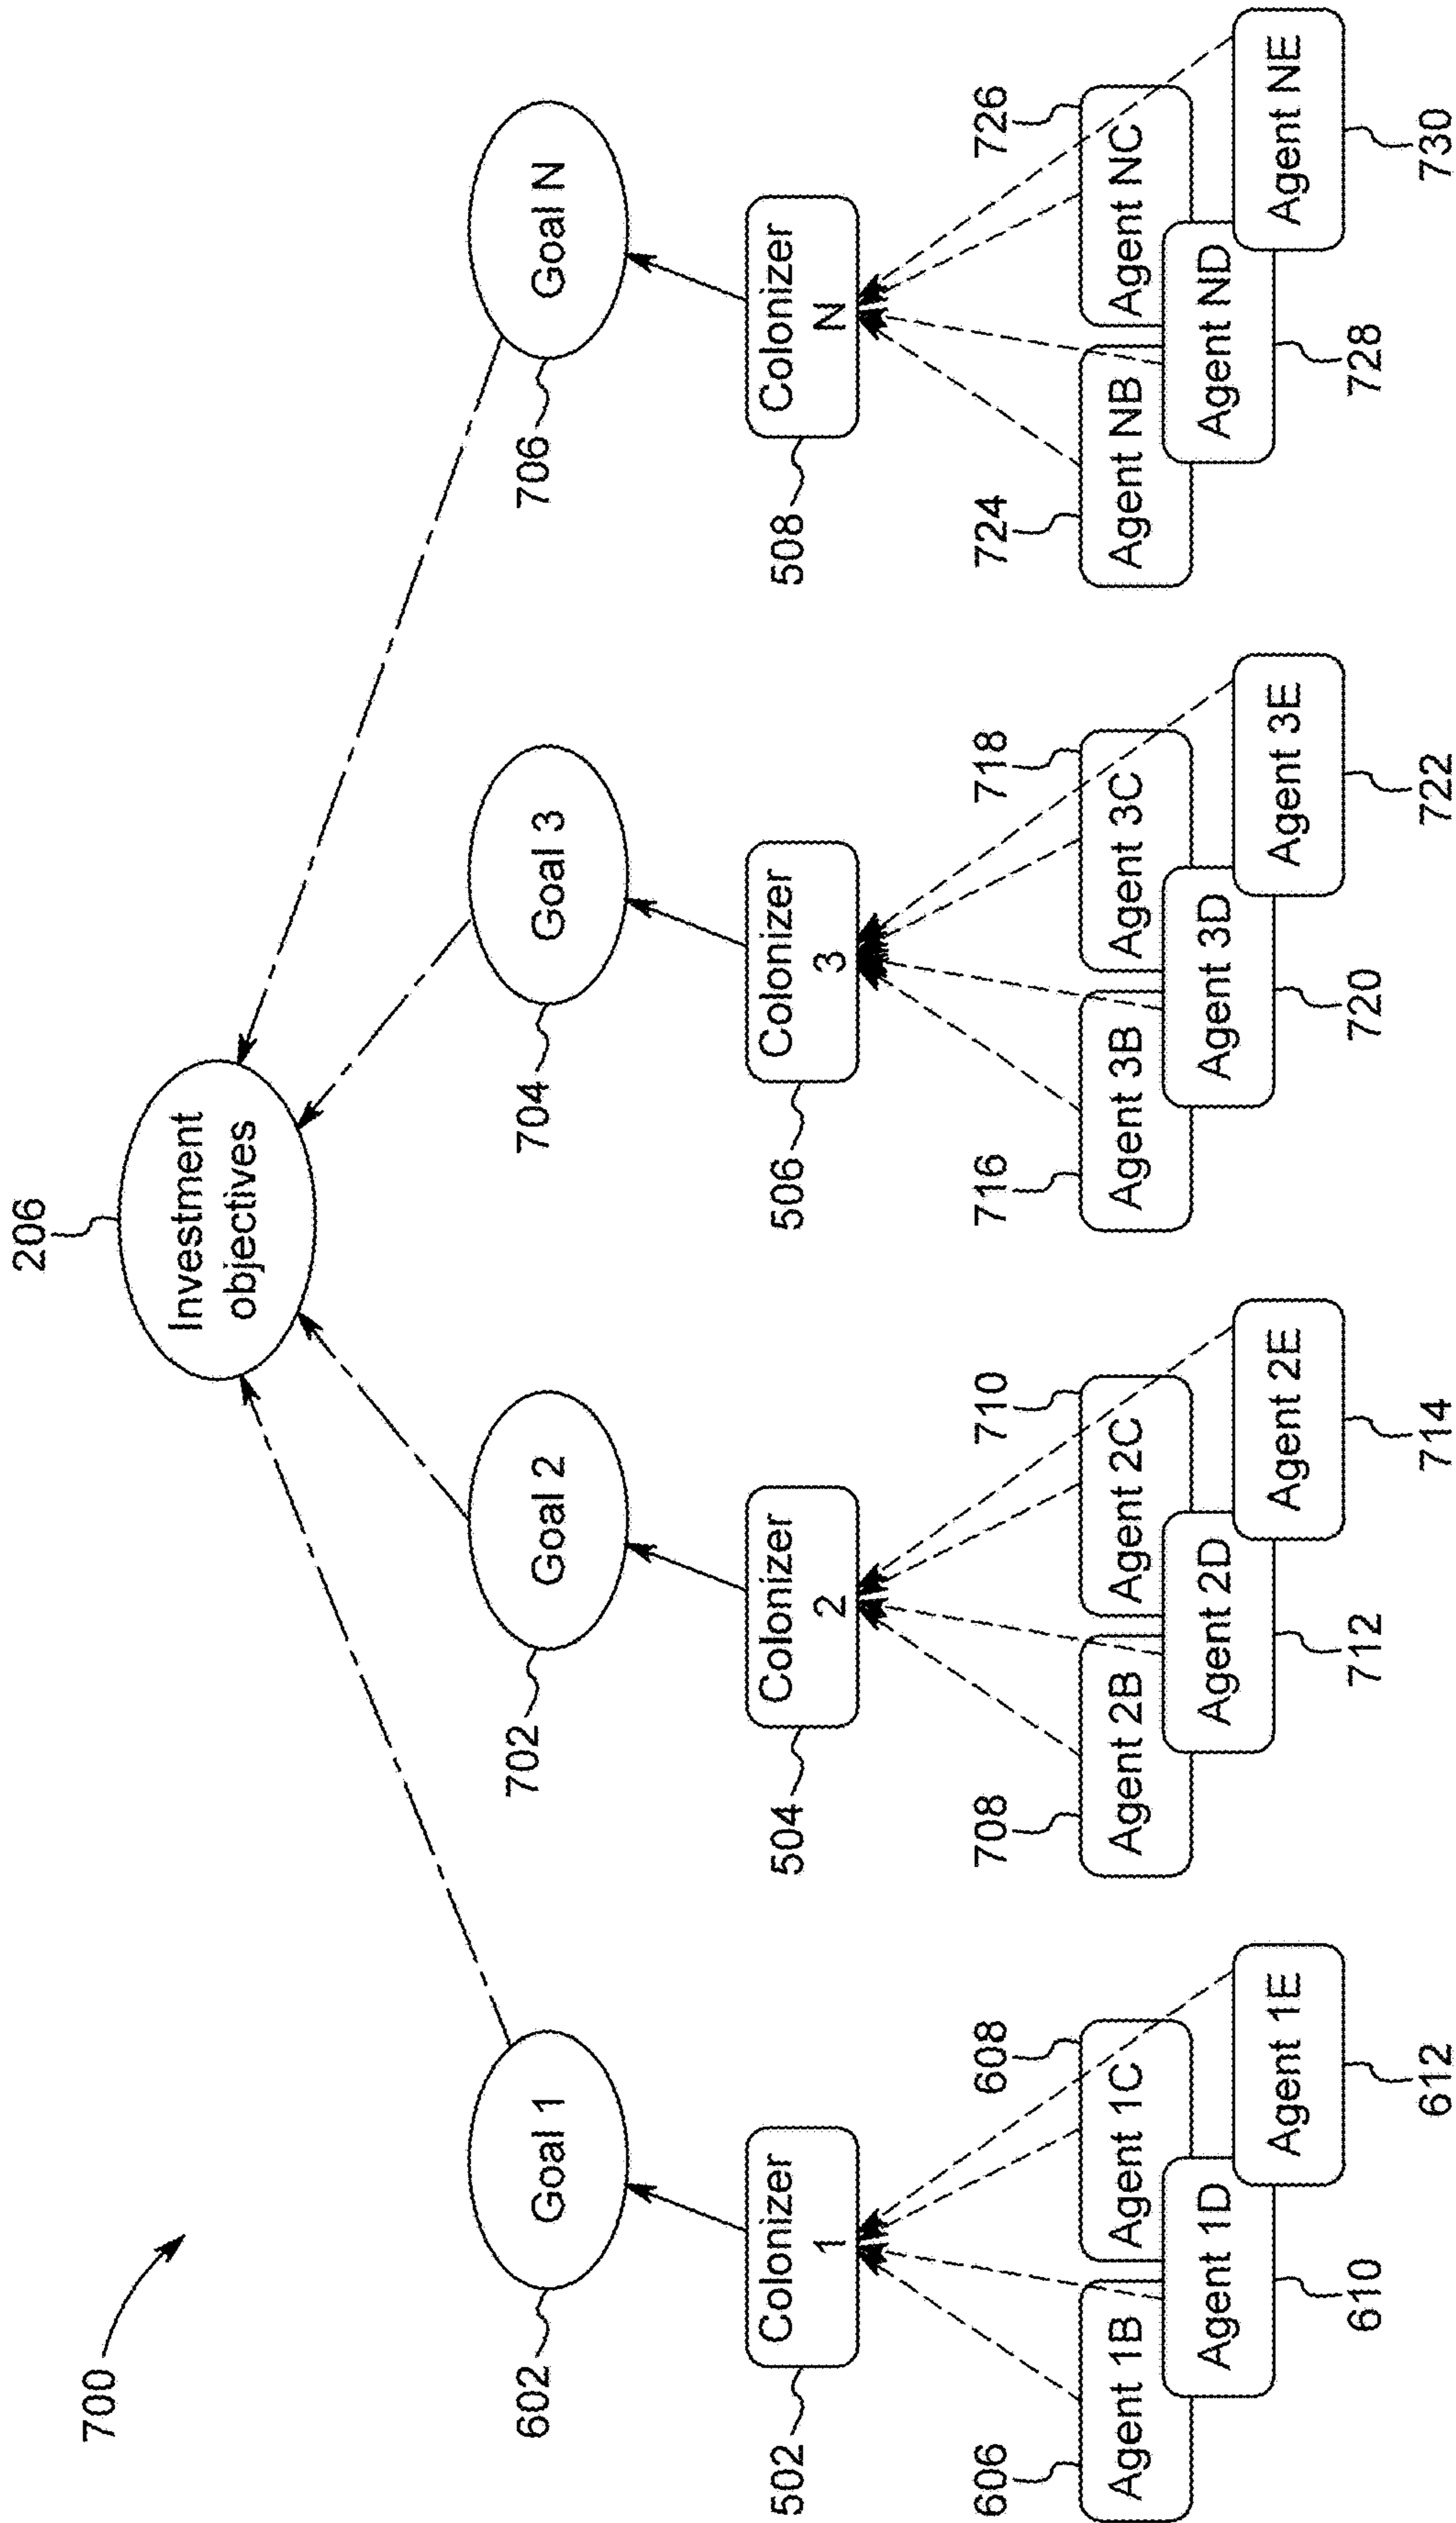 700
206
Investment
objectives
602
Goal 1
702
Goal 2
704
Goal 3
706
Goal N
502
Colonizer
1
504
Colonizer
2
506
Colonizer
3
508
Colonizer
N
606
608
Agent 1B
Agent 1C
Agent 1D
Agent 1E
610
612
708
710
Agent 2B
Agent 2C
Agent 2D
Agent 2E
712
714
716
718
Agent 3B
Agent 3C
Agent 3D
Agent 3E
720
722
724
726
Agent NB
Agent NC
Agent ND
Agent NE
728
730